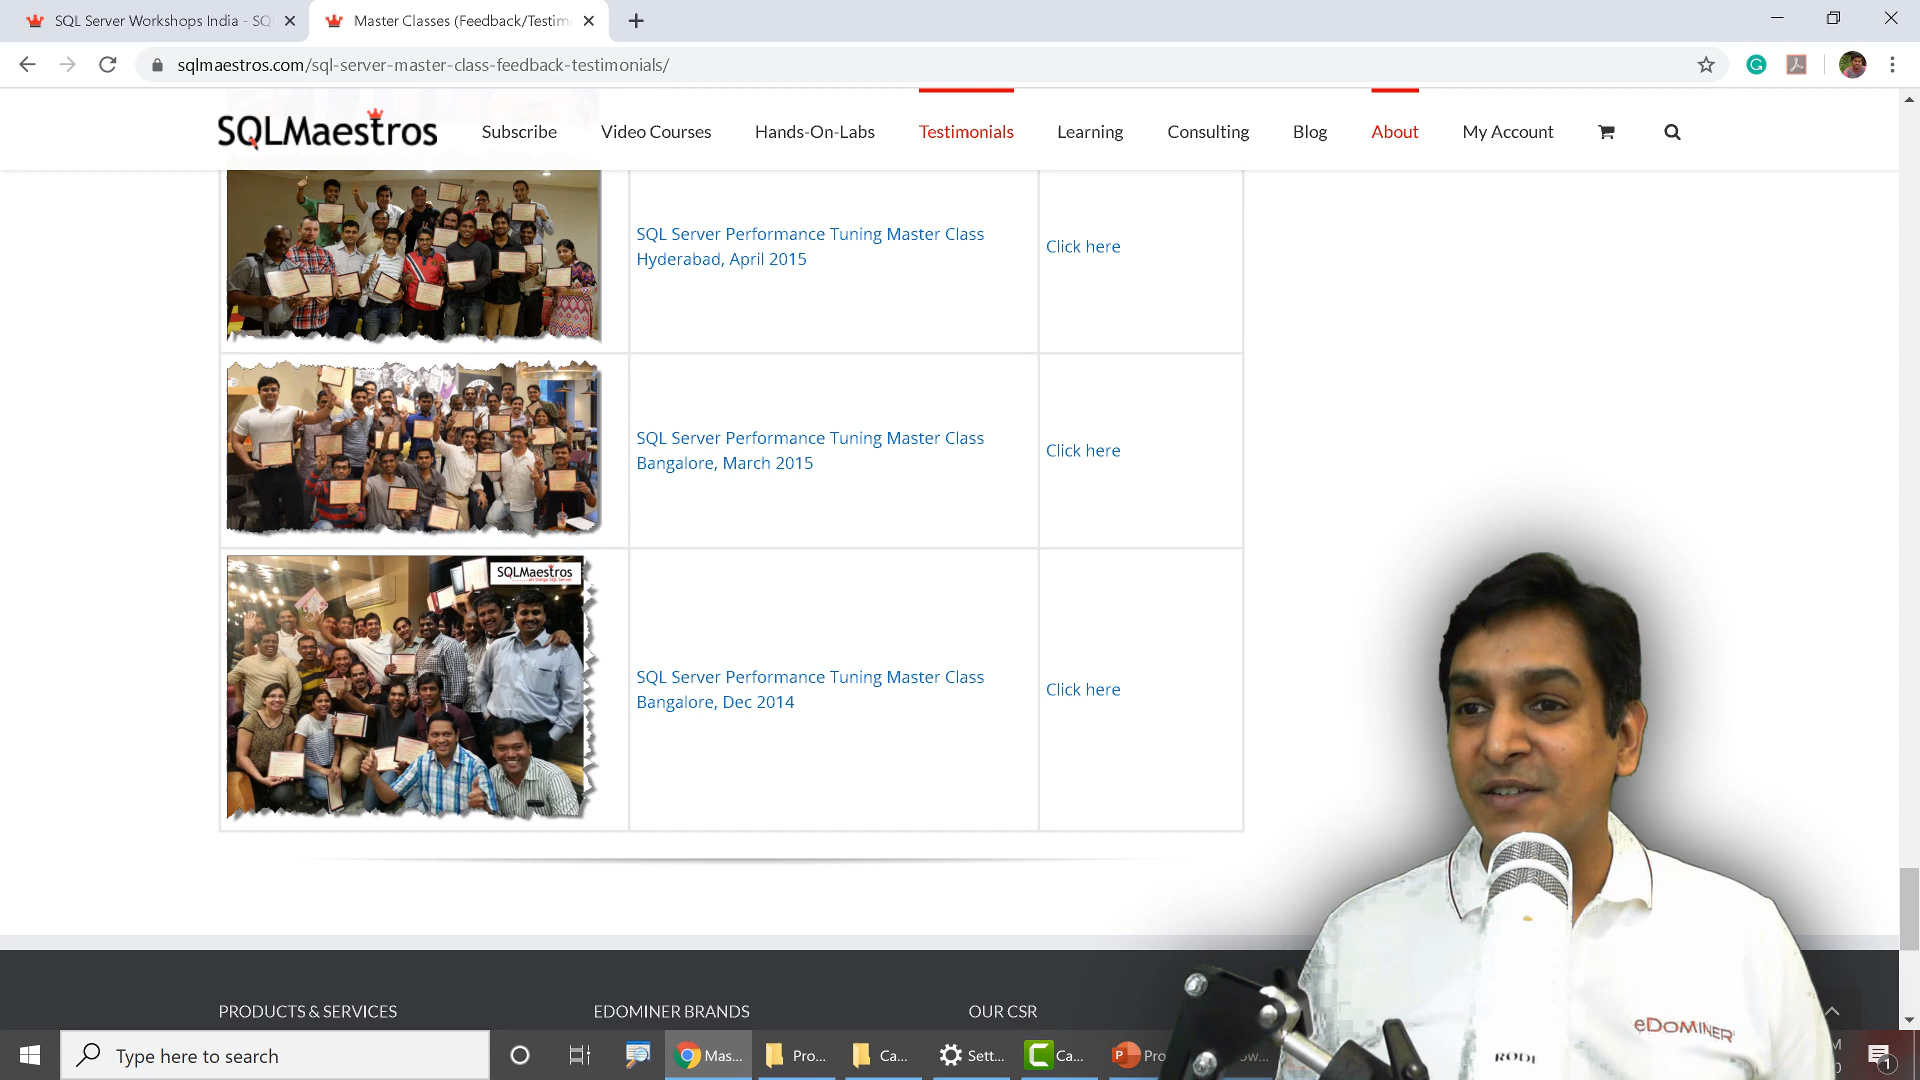 SQL Server Workshops India - SQ
Master Classes (Feedback/Testim
sqlmaestros.com/sql-server-master-class-feedback-testimonials/
SQLMaestros
Subscribe
Video Courses
Hands-On-Labs
Testimonials
Learning
Consulting
Blog
About
My Account
SQL Server Performance Tuning Master Class
Hyderabad, April 2015
Click here
SQL Server Performance Tuning Master Class
Bangalore, March 2015
Click here
SQLMaestros
SQL Server Performance Tuning Master Class
Bangalore, Dec 2014
Click here
PRODUCTS & SERVICES
EDOMINER BRANDS
OUR CSR
eDOMINER
RODE
Type here to search
Mas...
Pro...
Ca...
Sett...
Ca...
Pro
1